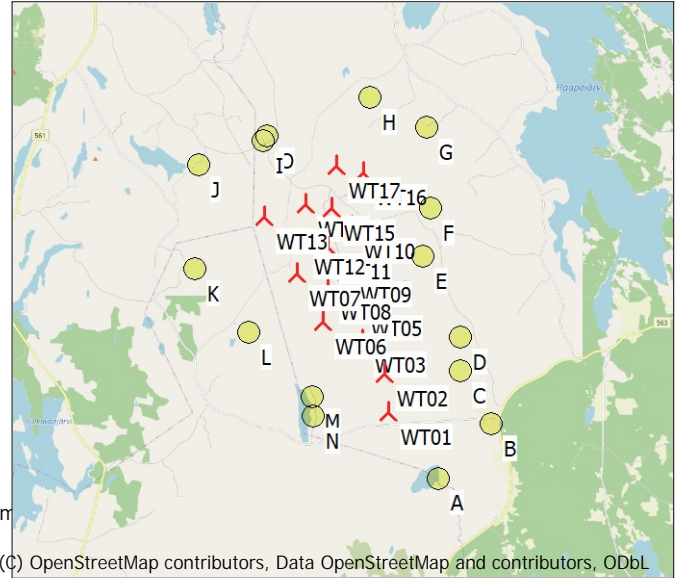 H
Haapajärvi
G
561
O
I
J
WT17
WT16
F
WT15
WT13
WT10
E
WT12
11
K
WT09
WT07
WT08
563
WT05
WT06
L
D
WT03
C
WT02
M
N
WT01
B
A
m
(C) OpenStreetMap contributors, Data OpenStreetMap and contributors, ODbL